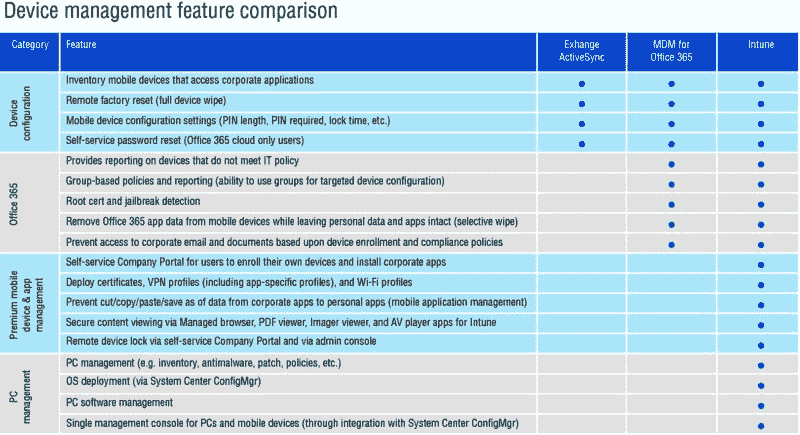 Device management feature comparison
Category
Feature
Exhange
ActiveSync
MDM for
Office 365
Intune
Device
configuration
Inventory mobile devices that access corporate applications
Remote factory reset (full device wipe)
Mobile device configuration settings (PIN length, PIN required, lock time, etc.)
Self-service password reset (Office 365 cloud only users)
Office 365
Provides reporting on devices that do not meet IT policy
Group-based policies and reporting (ability to use groups for targeted device configuration)
Root cert and jailbreak detection
Remove Office 365 app data from mobile devices while leaving personal data and apps intact (selective wipe)
Prevent access to corporate email and documents based upon device enrollment and compliance policies
Premium mobile
device & app
management
Self-service Company Portal for users to enroll their own devices and install corporate apps
Deploy certificates, VPN profiles (including app-specific profiles), and Wi-Fi profiles
Prevent cut/copy/paste/save as of data from corporate apps to personal apps (mobile application management)
Secure content viewing via Managed browser, PDF viewer, Imager viewer, and AV player apps for Intune
Remote device lock via self-service Company Portal and via admin console
PC
management
PC management (e.g. inventory, antimalware, patch, policies, etc.)
OS deployment (via System Center ConfigMgr)
PC software management
Single management console for PCs and mobile devices (through integration with System Center ConfigMgr)